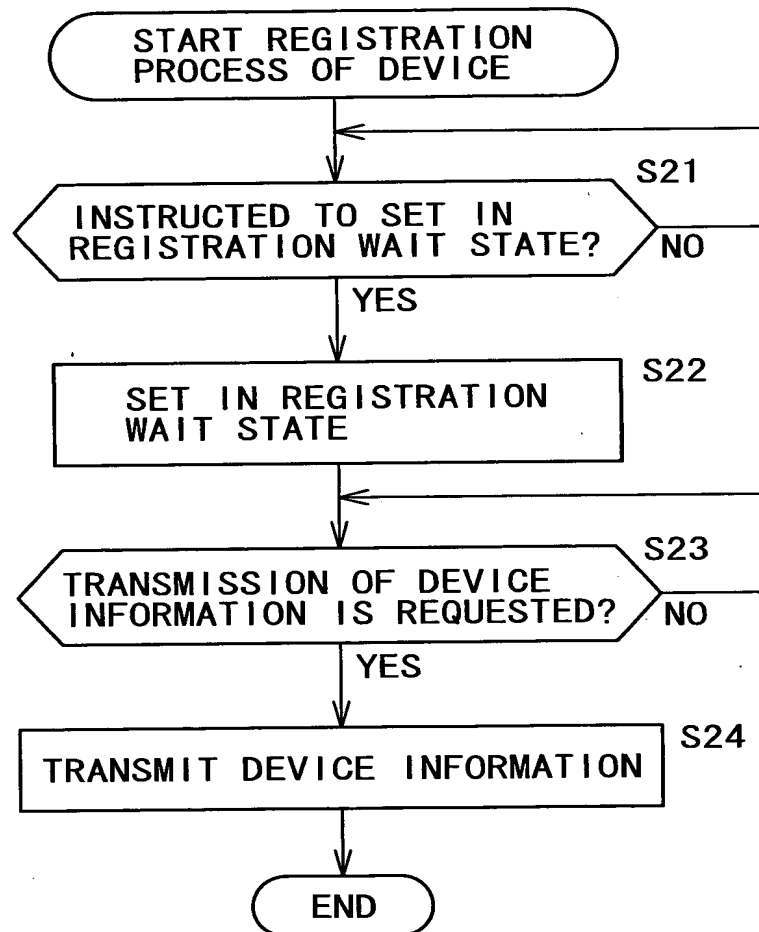 START REGISTRATION
PROCESS OF DEVICE
S21
INSTRUCTED TO SET IN
REGISTRATION WAIT STATE?
NO
YES
S22
SET IN REGISTRATION
WAIT STATE
S23
TRANSMISSION OF DEVICE
INFORMATION IS REQUESTED?
NO
YES
S24
TRANSMIT DEVICE INFORMATION
END